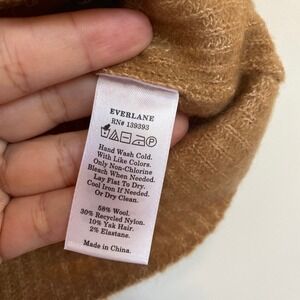 EVERLANE
RN# 139393
Hand Wash Cold.
With Like Colors.
Only Non-Chlorine
Bleach When Needed.
Lay Flat To Dry.
Cool Iron If Needed.
Or Dry Clean.
58% Wool.
30% Recycled Nylon.
10% Yak Hair.
2% Elastane.
Made in China.